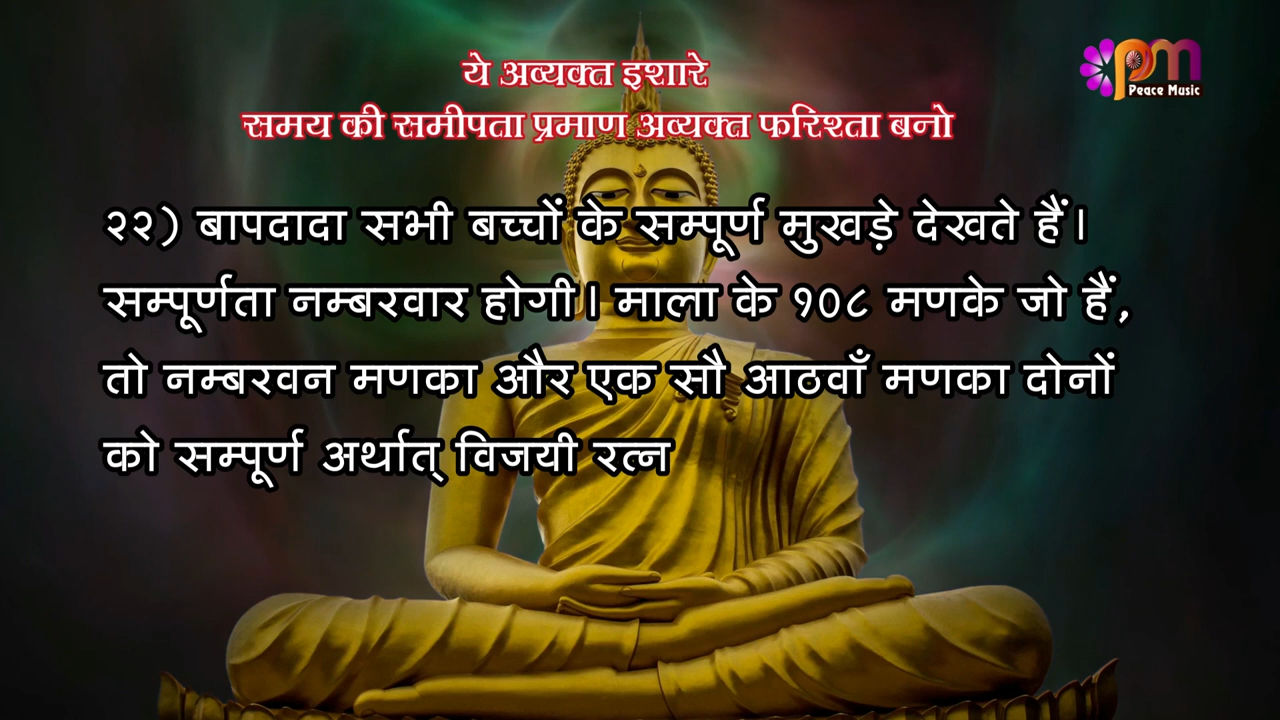 ये अव्यक्त इशारे
समय की समीपता प्रमाण अव्यक्त फरिश्ता बनो
pm
Peace Music
२२) बापदादा सभी बच्चों के सम्पूर्ण मुखड़े देखते हैं।
सम्पूर्णता नम्बरवार होगी। माला के १०८ मणके जो हैं,
तो नम्बरवन मणका और एक सौ आठवाँ मणका दोनों
को सम्पूर्ण अर्थात् विजयी रत्न